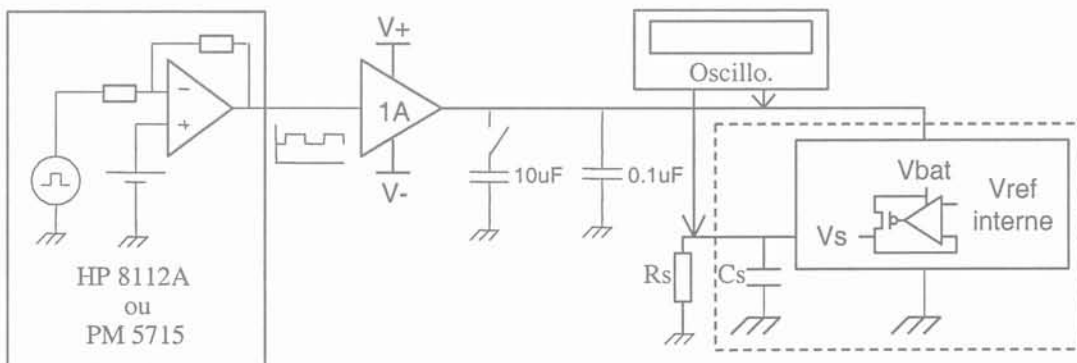 V+
Oscillo.
−
+
1A
V-
10uF
0.1uF
Vbat
Vref
interne
Vs
Rs
Cs
HP 8112A
ou
PM 5715